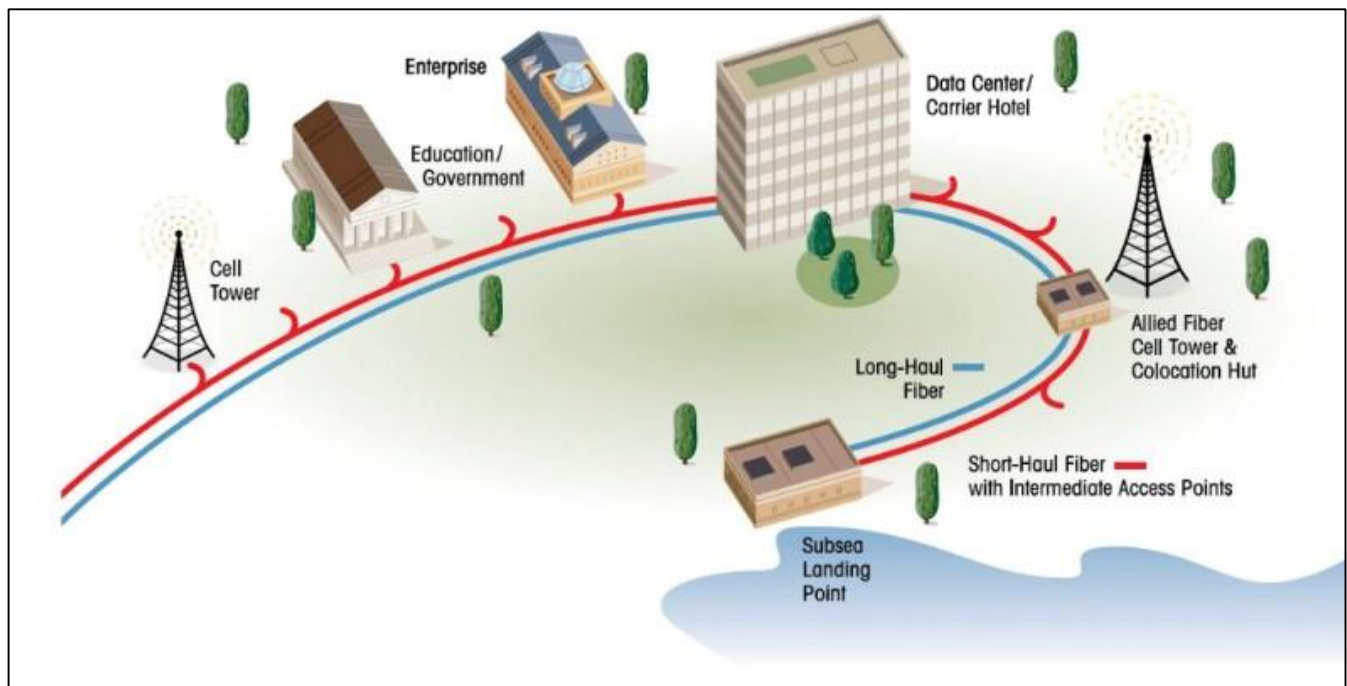 Enterprise
Data Center/
Carrier Hotel
Education/
Government
Cell
Tower
Allied Fiber
Cell Tower &
Colocation Hut
Long-Haul
Fiber
Short-Haul Fiber
with Intermediate Access Points
Subsea
Landing
Point